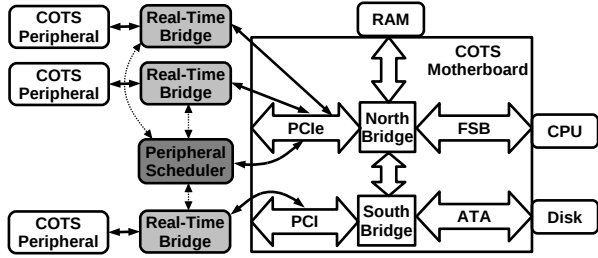 COTS
Peripheral
Real-Time
Bridge
RAM
COTS
Motherboard
COTS
Peripheral
Real-Time
Bridge
PCIe
North
Bridge
FSB
CPU
Peripheral
Scheduler
COTS
Peripheral
Real-Time
Bridge
PCI
South
Bridge
ATA
Disk